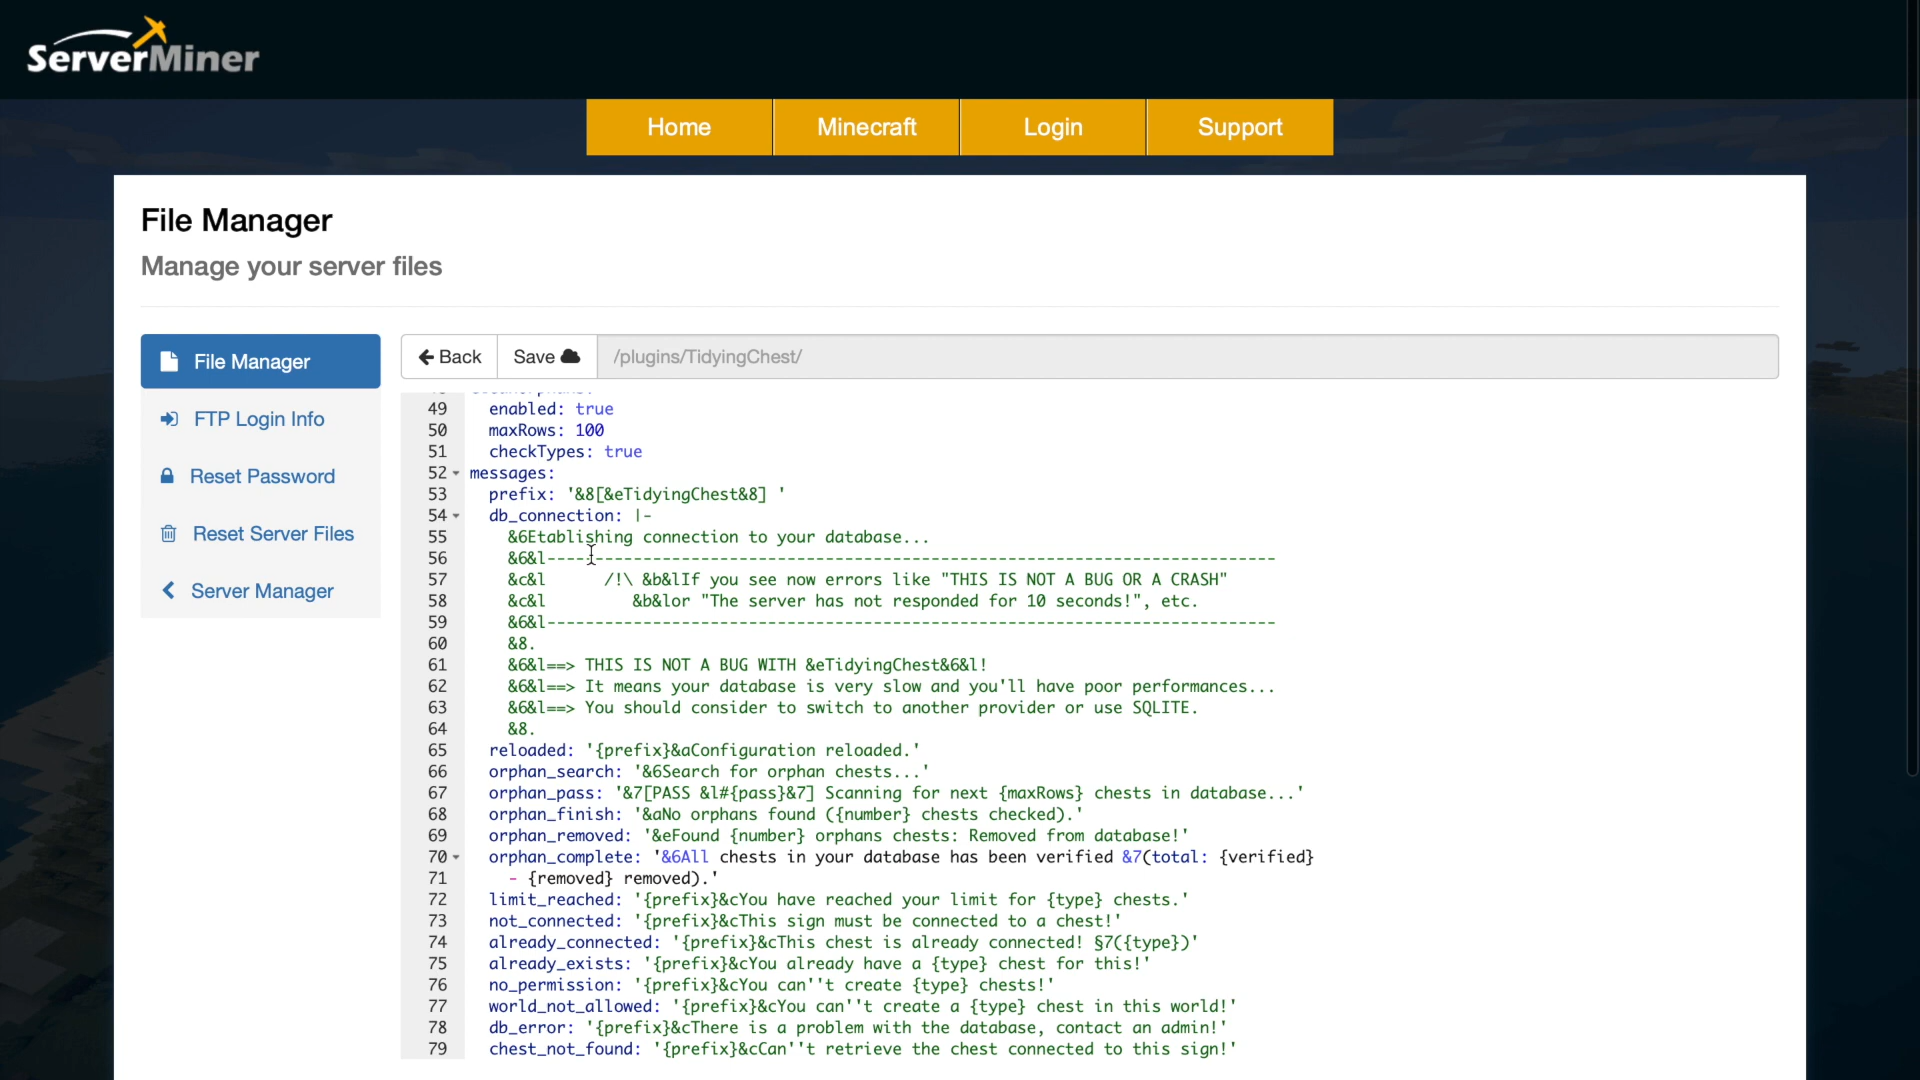 ServerMiner
Home
Minecraft
Login
Support
File Manager
Manage your server files
File Manager
FTP Login Info
Reset Password
Reset Server Files
Server Manager
Back
Save
/plugins/TidyingChest/
49 enabled: true
50 maxRows: 100
51 checkTypes: true
52 messages:
53 prefix: '&8[&eTidyingChest&8] '
54 db_connection: |-
55 &6Etablishing connection to your database...
56 &6&l----------------------------------------------------------------------------
57 &c&l      /!\ &b&lIf you see now errors like "THIS IS NOT A BUG OR A CRASH"
58 &c&l         &b&lor "The server has not responded for 10 seconds!", etc.
59 &6&l----------------------------------------------------------------------------
60 &8.
61 &6&l==> THIS IS NOT A BUG WITH &eTidyingChest&6&l!
62 &6&l==> It means your database is very slow and you'll have poor performances...
63 &6&l==> You should consider to switch to another provider or use SQLITE.
64 &8.
65 reloaded: '{prefix}&aConfiguration reloaded.'
66 orphan_search: '&6Search for orphan chests...'
67 orphan_pass: '&7[PASS &l#{pass}&7] Scanning for next {maxRows} chests in database...'
68 orphan_finish: '&aNo orphans found ({number} chests checked).'
69 orphan_removed: '&eFound {number} orphans chests: Removed from database!'
70 orphan_complete: '&6All chests in your database has been verified &7(total: {verified}
71 - {removed} removed).'
72 limit_reached: '{prefix}&cYou have reached your limit for {type} chests.'
73 not_connected: '{prefix}&cThis sign must be connected to a chest!'
74 already_connected: '{prefix}&cThis chest is already connected! §7({type})'
75 already_exists: '{prefix}&cYou already have a {type} chest for this!'
76 no_permission: '{prefix}&cYou can''t create {type} chests!'
77 world_not_allowed: '{prefix}&cYou can''t create a {type} chest in this world!'
78 db_error: '{prefix}&cThere is a problem with the database, contact an admin!'
79 chest_not_found: '{prefix}&cCan''t retrieve the chest connected to this sign!'